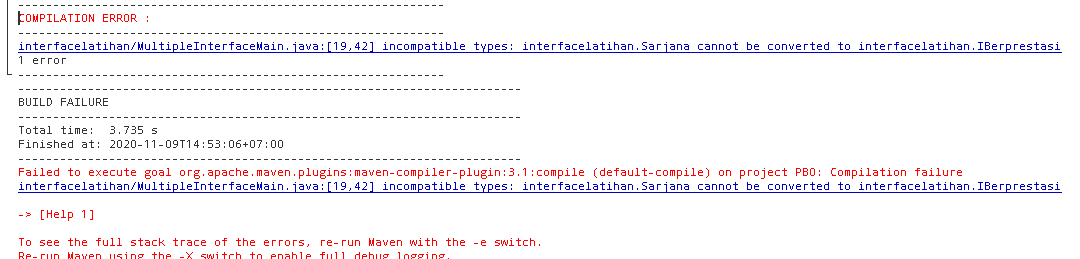 ------------------------------------------------------------
COMPILATION ERROR :
------------------------------------------------------------
interfacelatihan/MultipleInterfaceMain.java:[19,42] incompatible types: interfacelatihan.Sarjana cannot be converted to interfacelatihan.IBerprestasi
1 error
------------------------------------------------------------
------------------------------------------------------------------------
BUILD FAILURE
------------------------------------------------------------------------
Total time:  3.735 s
Finished at: 2020-11-09T14:53:06+07:00
------------------------------------------------------------------------
Failed to execute goal org.apache.maven.plugins:maven-compiler-plugin:3.1:compile (default-compile) on project PBO: Compilation failure
interfacelatihan/MultipleInterfaceMain.java:[19,42] incompatible types: interfacelatihan.Sarjana cannot be converted to interfacelatihan.IBerprestasi
-> [Help 1]
To see the full stack trace of the errors, re-run Maven with the -e switch.
Re-run Maven using the -X switch to enable full debug logging.